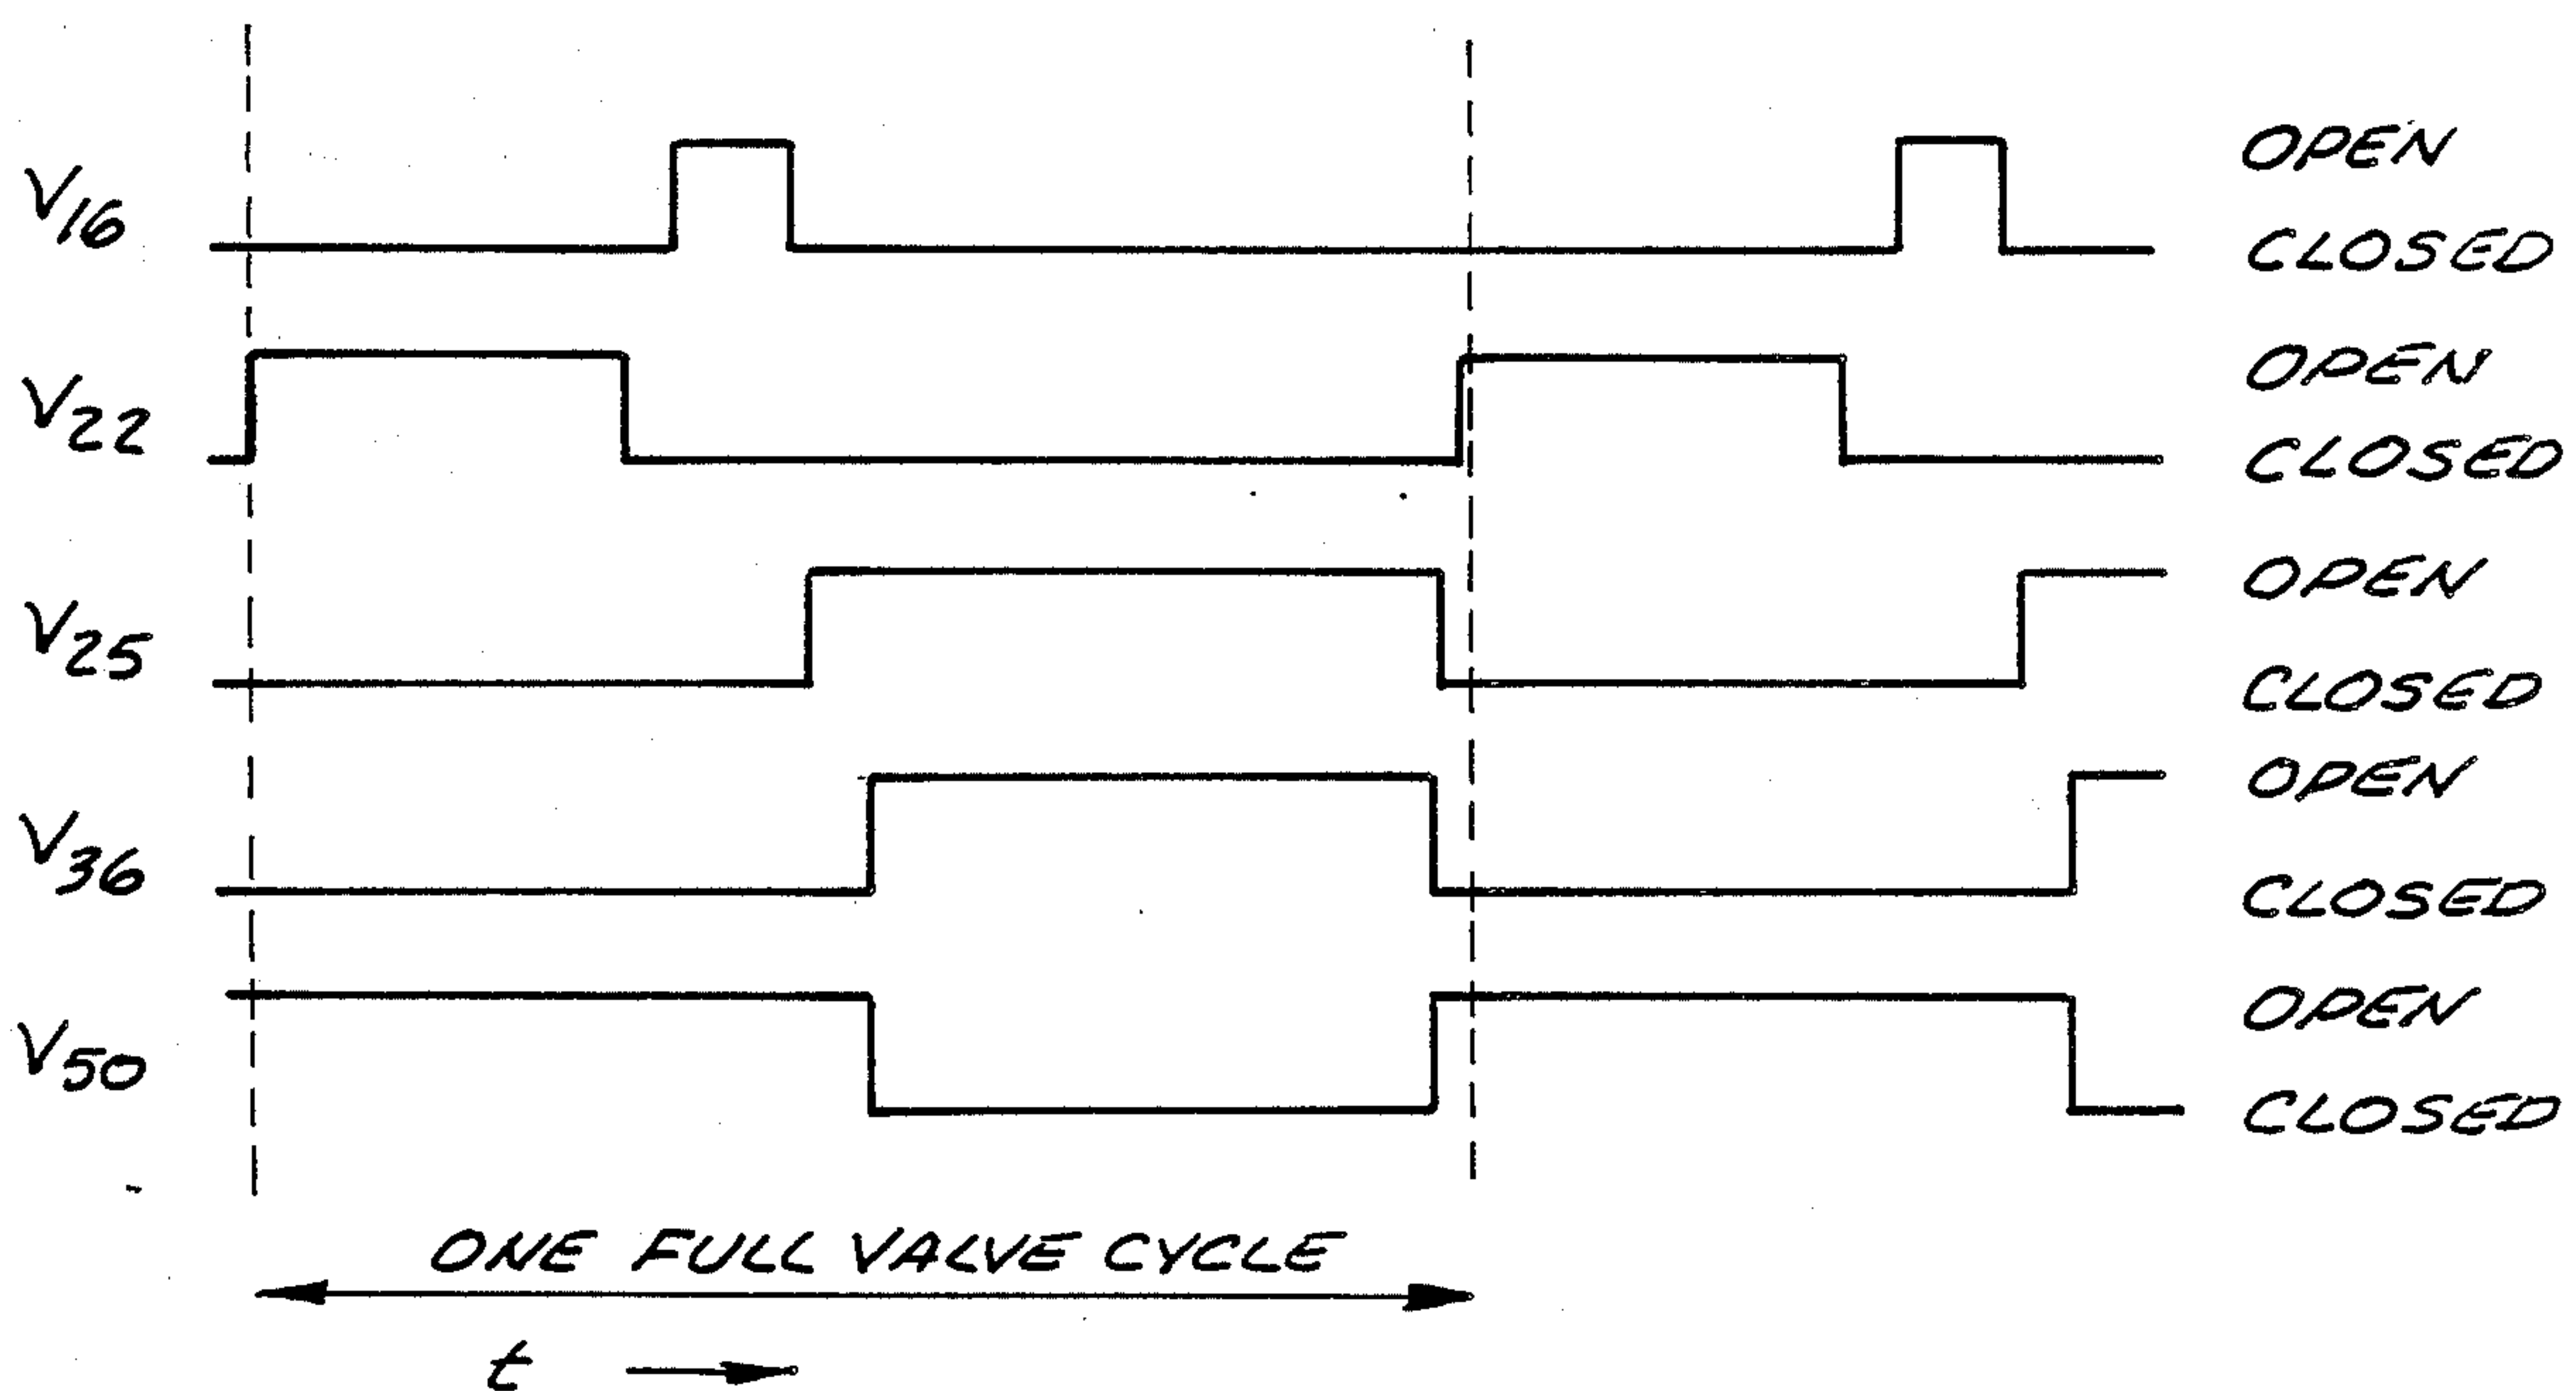 V16
OPEN
CLOSED
V22
OPEN
CLOSED
V25
OPEN
CLOSED
V36
OPEN
CLOSED
V50
OPEN
CLOSED
ONE FULL VALVE CYCLE
t